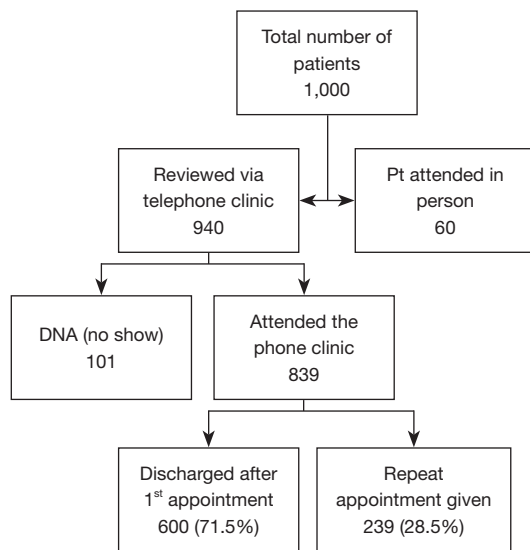 Total number of
patients
1,000
Reviewed via
telephone clinic
940
Pt attended in
person
60
DNA (no show)
101
Attended the
phone clinic
839
Discharged after
1st appointment
600 (71.5%)
Repeat
appointment given
239 (28.5%)